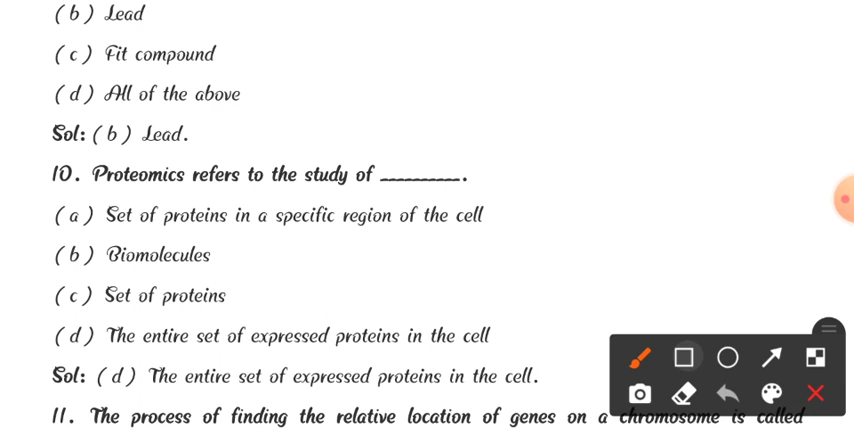 (b) Lead
(c) Fit compound
(d) All of the above
Sol: (b) Lead.
10. Proteomics refers to the study of __________.
(a) Set of proteins in a specific region of the cell
(b) Biomolecules
(c) Set of proteins
(d) The entire set of expressed proteins in the cell
Sol: (d) The entire set of expressed proteins in the cell.
11. The process of finding the relative location of genes on a chromosome is called